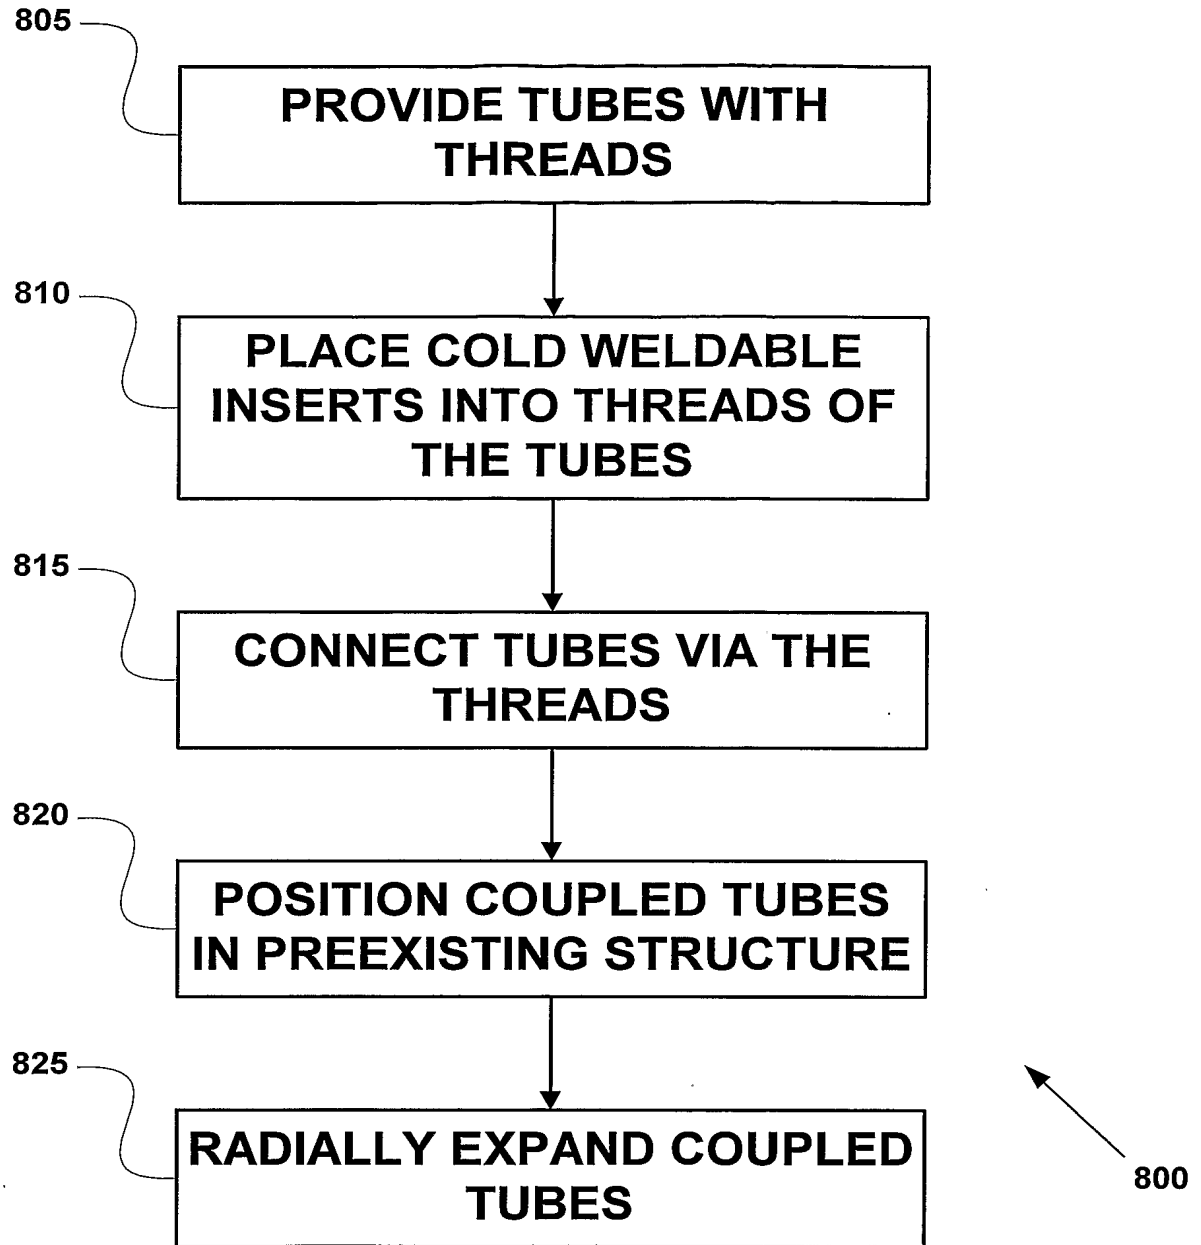 805
PROVIDE TUBES WITH
THREADS
810
PLACE COLD WELDABLE
INSERTS INTO THREADS OF
THE TUBES
815
CONNECT TUBES VIA THE
THREADS
820
POSITION COUPLED TUBES
IN PREEXISTING STRUCTURE
825
RADIALLY EXPAND COUPLED
TUBES
800